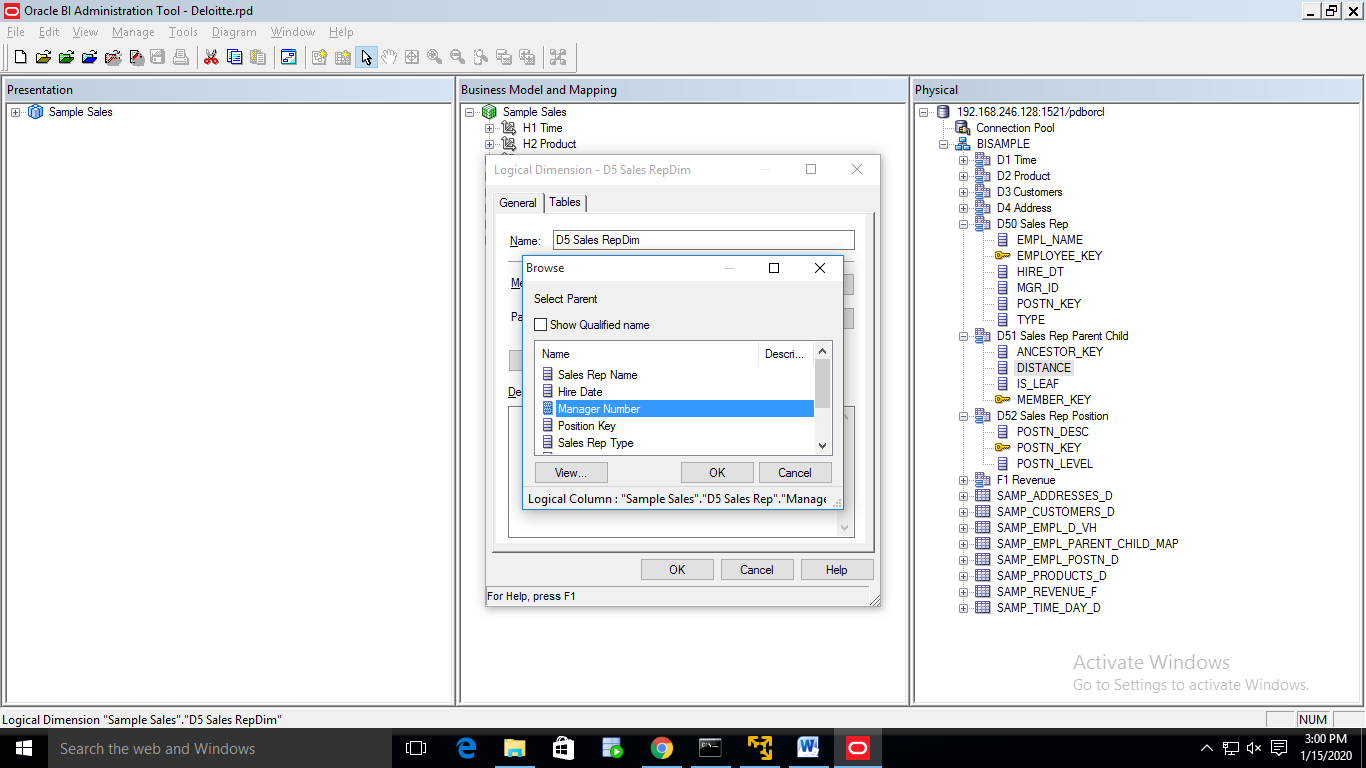 Oracle BI Administration Tool - Deloitte.rpd
File Edit View Manage Tools Diagram Window Help
Presentation
Sample Sales
Business Model and Mapping
Sample Sales
H1 Time
H2 Product
Logical Dimension - D5 Sales RepDim
General Tables
Name: D5 Sales RepDim
Me
Pa
De
Browse
Select Parent
Show Qualified name
Name Descri...
Sales Rep Name
Hire Date
Manager Number
Position Key
Sales Rep Type
View... OK Cancel
Logical Column : "Sample Sales"."D5 Sales Rep"."Manage
OK Cancel Help
For Help, press F1
Physical
192.168.246.128:1521/pdborcl
Connection Pool
BISAMPLE
D1 Time
D2 Product
D3 Customers
D4 Address
D50 Sales Rep
EMPL_NAME
EMPLOYEE_KEY
HIRE_DT
MGR_ID
POSTN_KEY
TYPE
D51 Sales Rep Parent Child
ANCESTOR_KEY
DISTANCE
IS_LEAF
MEMBER_KEY
D52 Sales Rep Position
POSTN_DESC
POSTN_KEY
POSTN_LEVEL
F1 Revenue
SAMP_ADDRESSES_D
SAMP_CUSTOMERS_D
SAMP_EMPL_D_VH
SAMP_EMPL_PARENT_CHILD_MAP
SAMP_EMPL_POSTN_D
SAMP_PRODUCTS_D
SAMP_REVENUE_F
SAMP_TIME_DAY_D
Activate Windows
Go to Settings to activate Windows.
Logical Dimension "Sample Sales"."D5 Sales RepDim"
NUM
Search the web and Windows
3:00 PM
1/15/2020